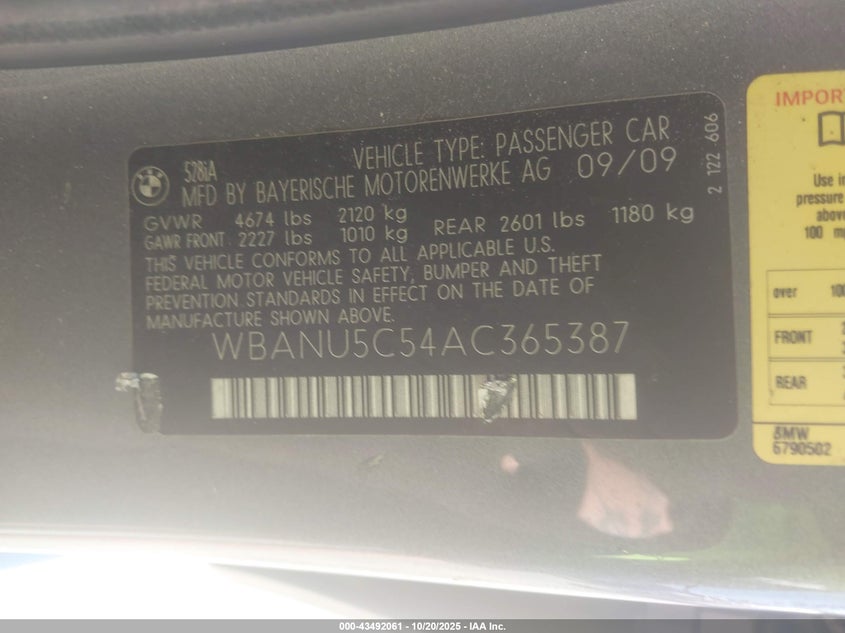 528iA
VEHICLE TYPE: PASSENGER CAR
MFD BY BAYERISCHE MOTORENWERKE AG 09/09
GVWR 4674 lbs 2120 kg
GAWR FRONT 2227 lbs 1010 kg REAR 2601 lbs 1180 kg
THIS VEHICLE CONFORMS TO ALL APPLICABLE U.S.
FEDERAL MOTOR VEHICLE SAFETY, BUMPER AND THEFT
PREVENTION STANDARDS IN EFFECT ON THE DATE OF
MANUFACTURE SHOWN ABOVE.
WBANU5C54AC365387
2 122 606
Use
pressure
above
100
over
FRONT
REAR
BMW
6790502
000-43492061 - 10/20/2025 - IAA Inc.